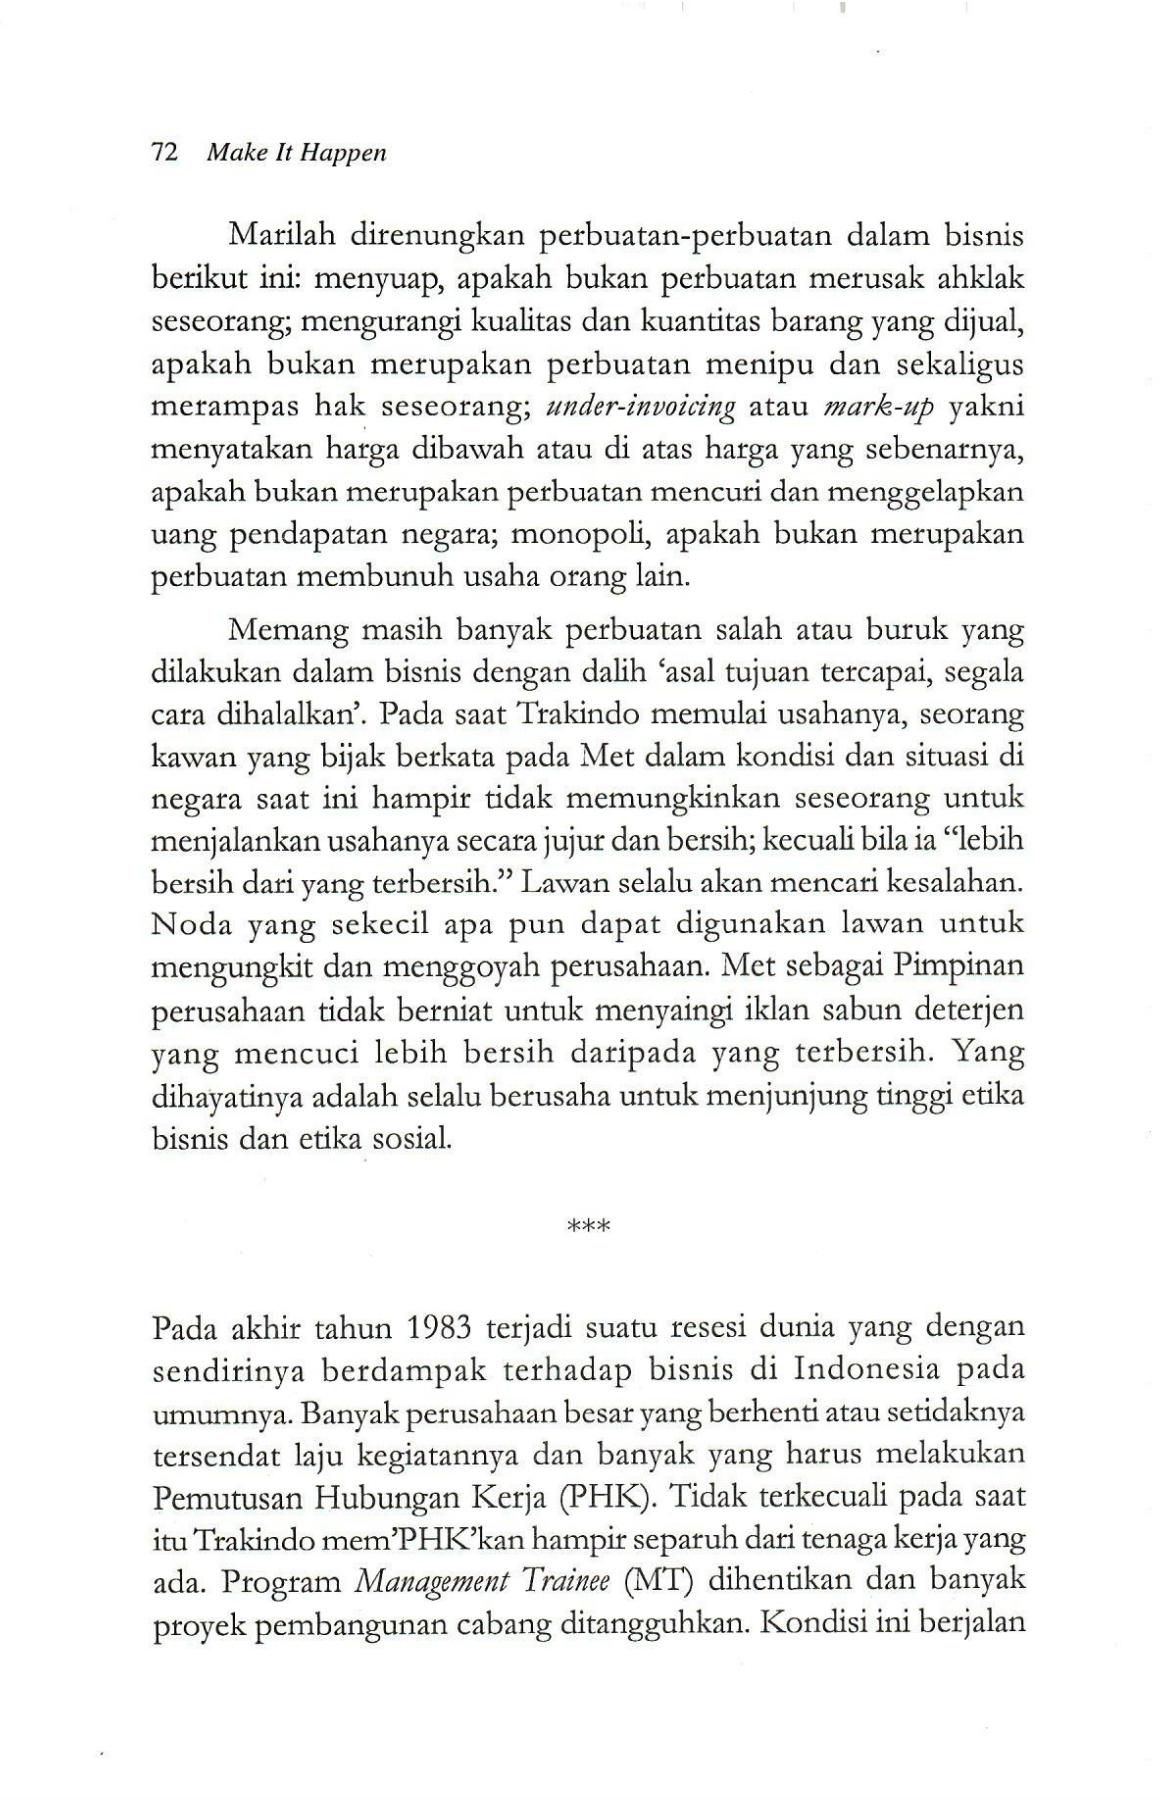 72 Make It Happen
Marilah direnungkan perbuatan-perbuatan dalam bisnis
berikut ini: menyuap, apakah bukan perbuatan merusak ahklak
seseorang; mengurangi kualitas dan kuantitas barang yang dijual,
apakah bukan merupakan perbuatan menipu dan sekaligus
merampas hak seseorang; under-invoicing atau mark-up yakni
menyatakan harga dibawah atau di atas harga yang sebenarnya,
apakah bukan merupakan perbuatan mencuri dan menggelapkan
uang pendapatan negara; monopoli, apakah bukan merupakan
perbuatan membunuh usaha orang lain.
Memang masih banyak perbuatan salah atau buruk yang
dilakukan dalam bisnis dengan dalih ‘asal tujuan tercapai, segala
cara dihalalkan’. Pada saat Trakindo memulai usahanya, seorang
kawan yang bijak berkata pada Met dalam kondisi dan situasi di
negara saat ini hampir tidak memungkinkan seseorang untuk
menjalankan usahanya secara jujur dan bersih; kecuali bila ia “lebih
bersih dari yang terbersih.” Lawan selalu akan mencari kesalahan.
Noda yang sekecil apa pun dapat digunakan lawan untuk
mengungkit dan menggoyah perusahaan. Met sebagai Pimpinan
perusahaan tidak berniat untuk menyaingi iklan sabun deterjen
yang mencuci lebih bersih daripada yang terbersih. Yang
dihayatinya adalah selalu berusaha untuk menjunjung tinggi etika
bisnis dan etika sosial.
***
Pada akhir tahun 1983 terjadi suatu resesi dunia yang dengan
sendirinya berdampak terhadap bisnis di Indonesia pada
umumnya. Banyak perusahaan besar yang berhenti atau setidaknya
tersendat laju kegiatannya dan banyak yang harus melakukan
Pemutusan Hubungan Kerja (PHK). Tidak terkecuali pada saat
itu Trakindo mem’PHK’kan hampir separuh dari tenaga kerja yang
ada. Program Management Trainee (MT) dihentikan dan banyak
proyek pembangunan cabang ditangguhkan. Kondisi ini berjalan